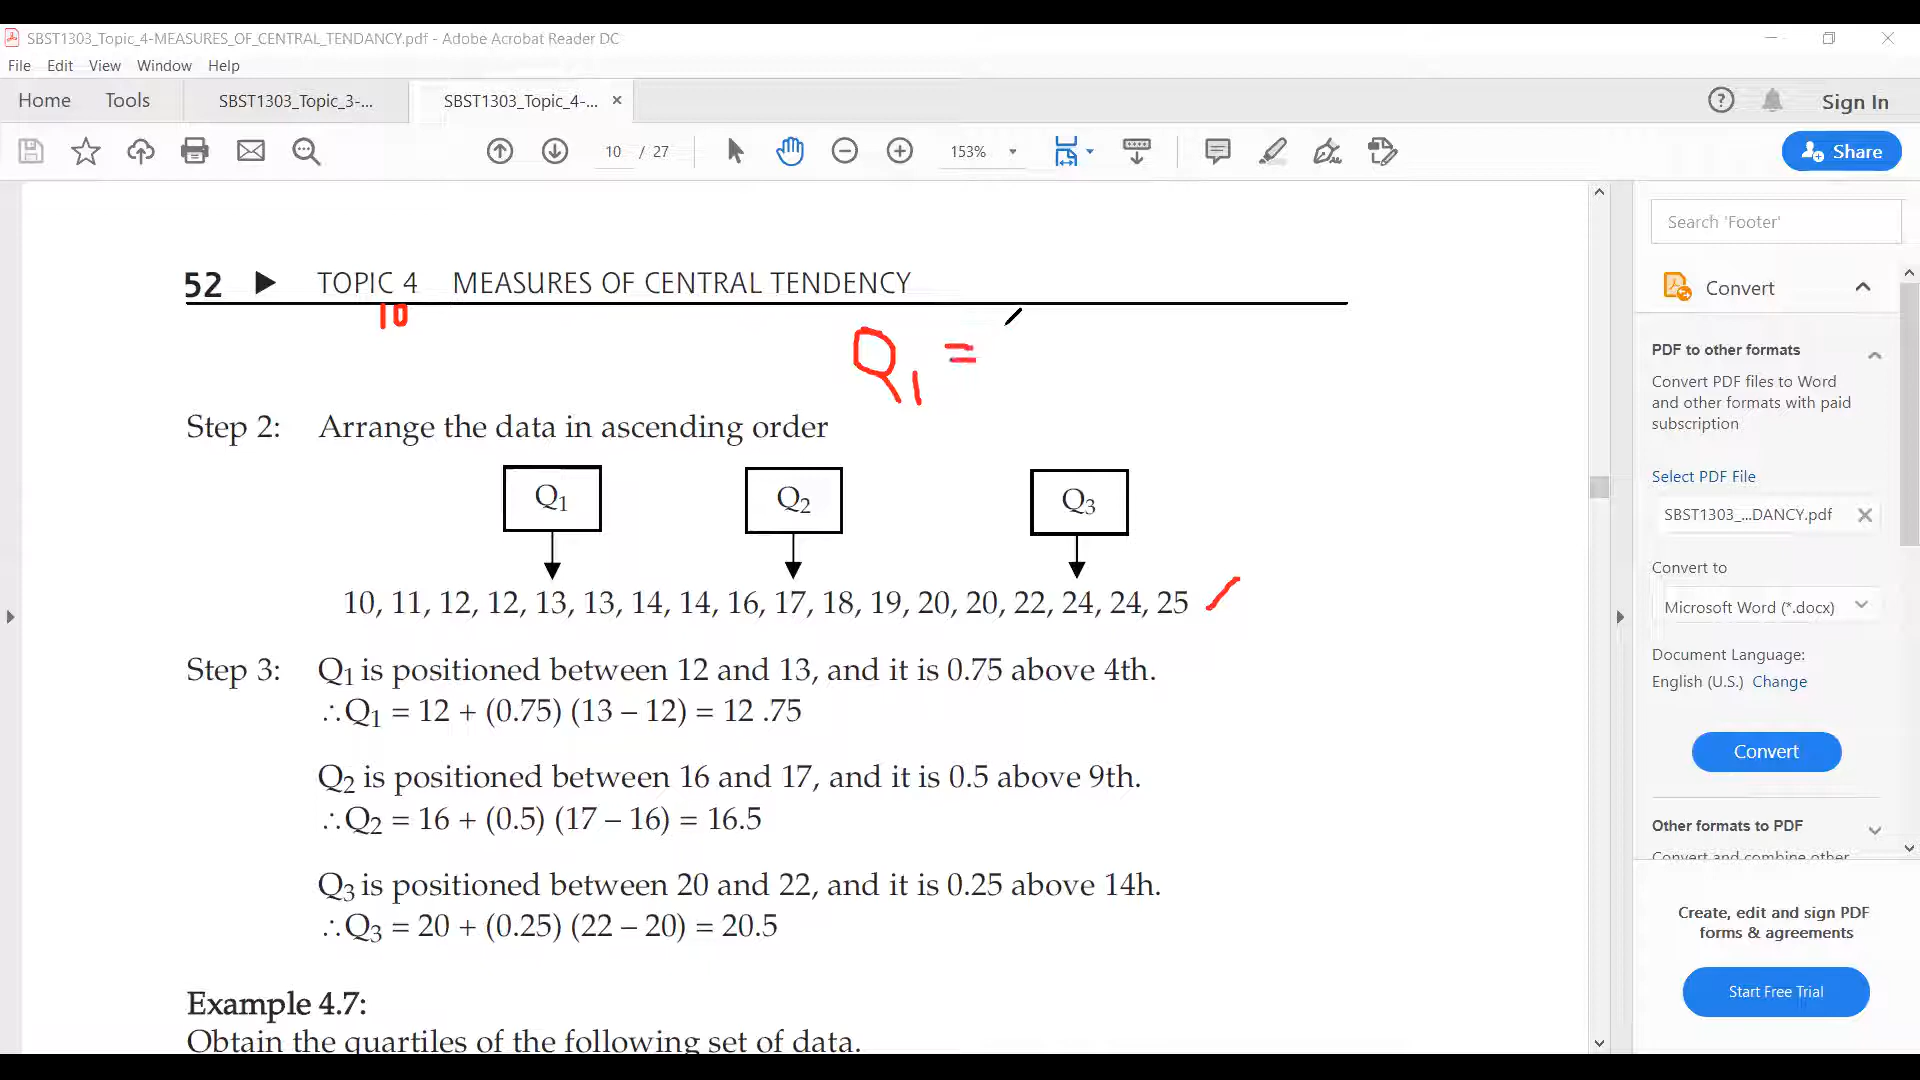 SBST1303_Topic_4-MEASURES_OF_CENTRAL_TENDANCY.pdf - Adobe Acrobat Reader DC
File Edit View Window Help
Home Tools SBST1303_Topic_3-... SBST1303_Topic_4-... ×
? Sign In
10 / 27 153%
Share
52 ▶ TOPIC 4 MEASURES OF CENTRAL TENDENCY
10
Q1 =
Step 2: Arrange the data in ascending order
Q1 Q2 Q3
10, 11, 12, 12, 13, 13, 14, 14, 16, 17, 18, 19, 20, 20, 22, 24, 24, 25
Step 3: Q1 is positioned between 12 and 13, and it is 0.75 above 4th.
∴Q1 = 12 + (0.75) (13 – 12) = 12 .75
Q2 is positioned between 16 and 17, and it is 0.5 above 9th.
∴Q2 = 16 + (0.5) (17 – 16) = 16.5
Q3 is positioned between 20 and 22, and it is 0.25 above 14h.
∴Q3 = 20 + (0.25) (22 – 20) = 20.5
Example 4.7:
Obtain the quartiles of the following set of data.
Search 'Footer'
Convert
PDF to other formats
Convert PDF files to Word
and other formats with paid
subscription
Select PDF File
SBST1303_...DANCY.pdf
Convert to
Microsoft Word (*.docx)
Document Language:
English (U.S.) Change
Convert
Other formats to PDF
Convert and combine other
Create, edit and sign PDF
forms & agreements
Start Free Trial